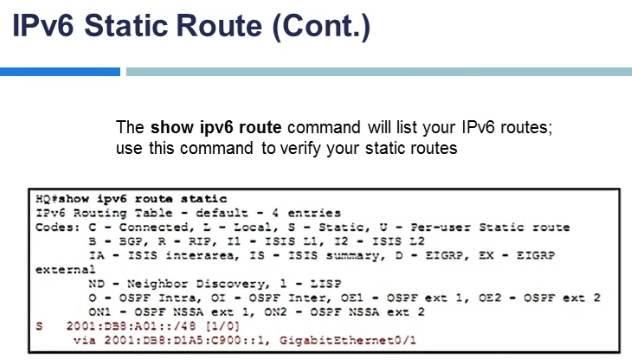 IPv6 Static Route (Cont.)
The show ipv6 route command will list your IPv6 routes;
use this command to verify your static routes
HQ#show ipv6 route static
IPv6 Routing Table - default - 4 entries
Codes: C - Connected, L - Local, S - Static, U - Per-user Static route
B - BGP, R - RIP, I1 - ISIS L1, I2 - ISIS L2
IA - ISIS interarea, IS - ISIS summary, D - EIGRP, EX - EIGRP
external
ND - Neighbor Discovery, l - LISP
O - OSPF Intra, OI - OSPF Inter, OE1 - OSPF ext 1, OE2 - OSPF ext 2
ON1 - OSPF NSSA ext 1, ON2 - OSPF NSSA ext 2
S 2001:DB8:A01::/48 [1/0]
via 2001:DB8:D1A5:C900::1, GigabitEthernet0/1